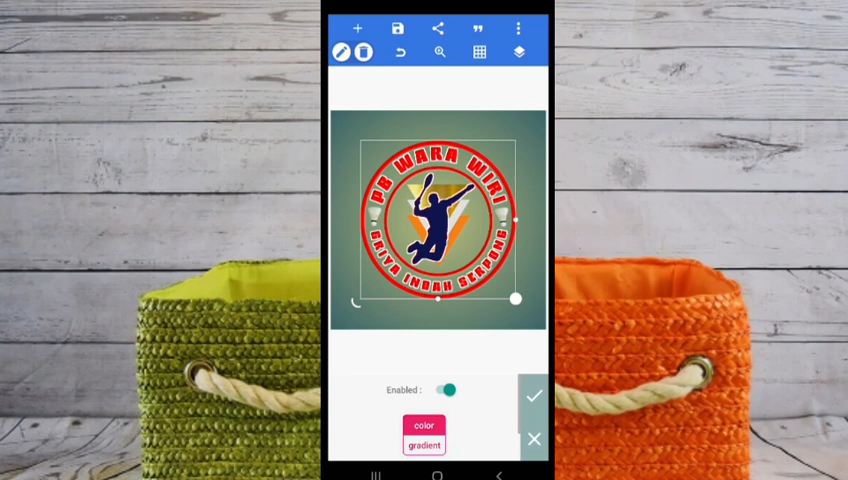 PB WARA WIRI
GRIYA INDAH SERPONG
Enabled :
color
gradient